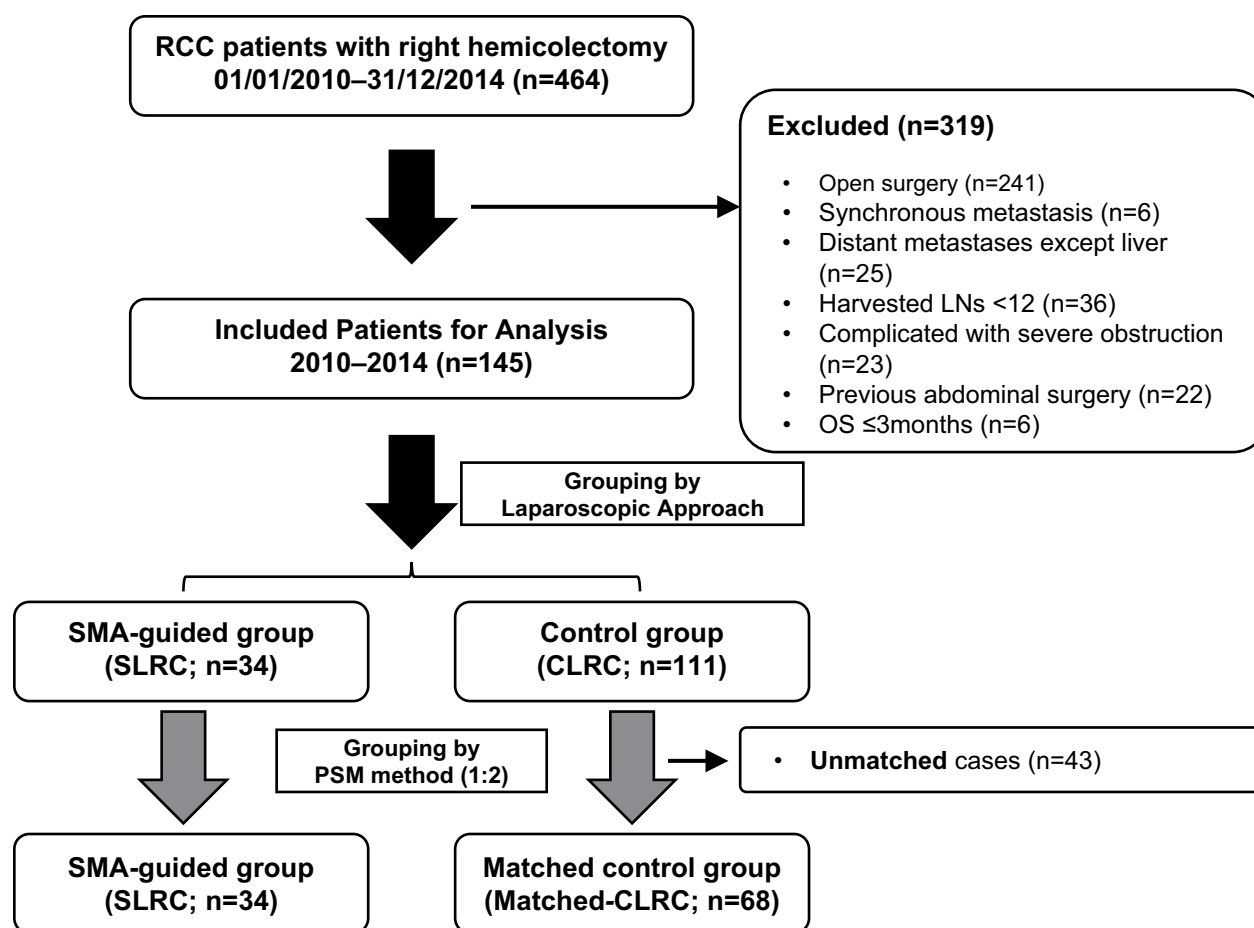 RCC patients with right hemicolectomy
01/01/2010–31/12/2014 (n=464)
Excluded (n=319)
• Open surgery (n=241)
• Synchronous metastasis (n=6)
• Distant metastases except liver
(n=25)
• Harvested LNs <12 (n=36)
• Complicated with severe obstruction
(n=23)
• Previous abdominal surgery (n=22)
• OS ≤3months (n=6)
Included Patients for Analysis
2010–2014 (n=145)
Grouping by
Laparoscopic Approach
SMA-guided group
(SLRC; n=34)
Control group
(CLRC; n=111)
Grouping by
PSM method (1:2)
• Unmatched cases (n=43)
SMA-guided group
(SLRC; n=34)
Matched control group
(Matched-CLRC; n=68)